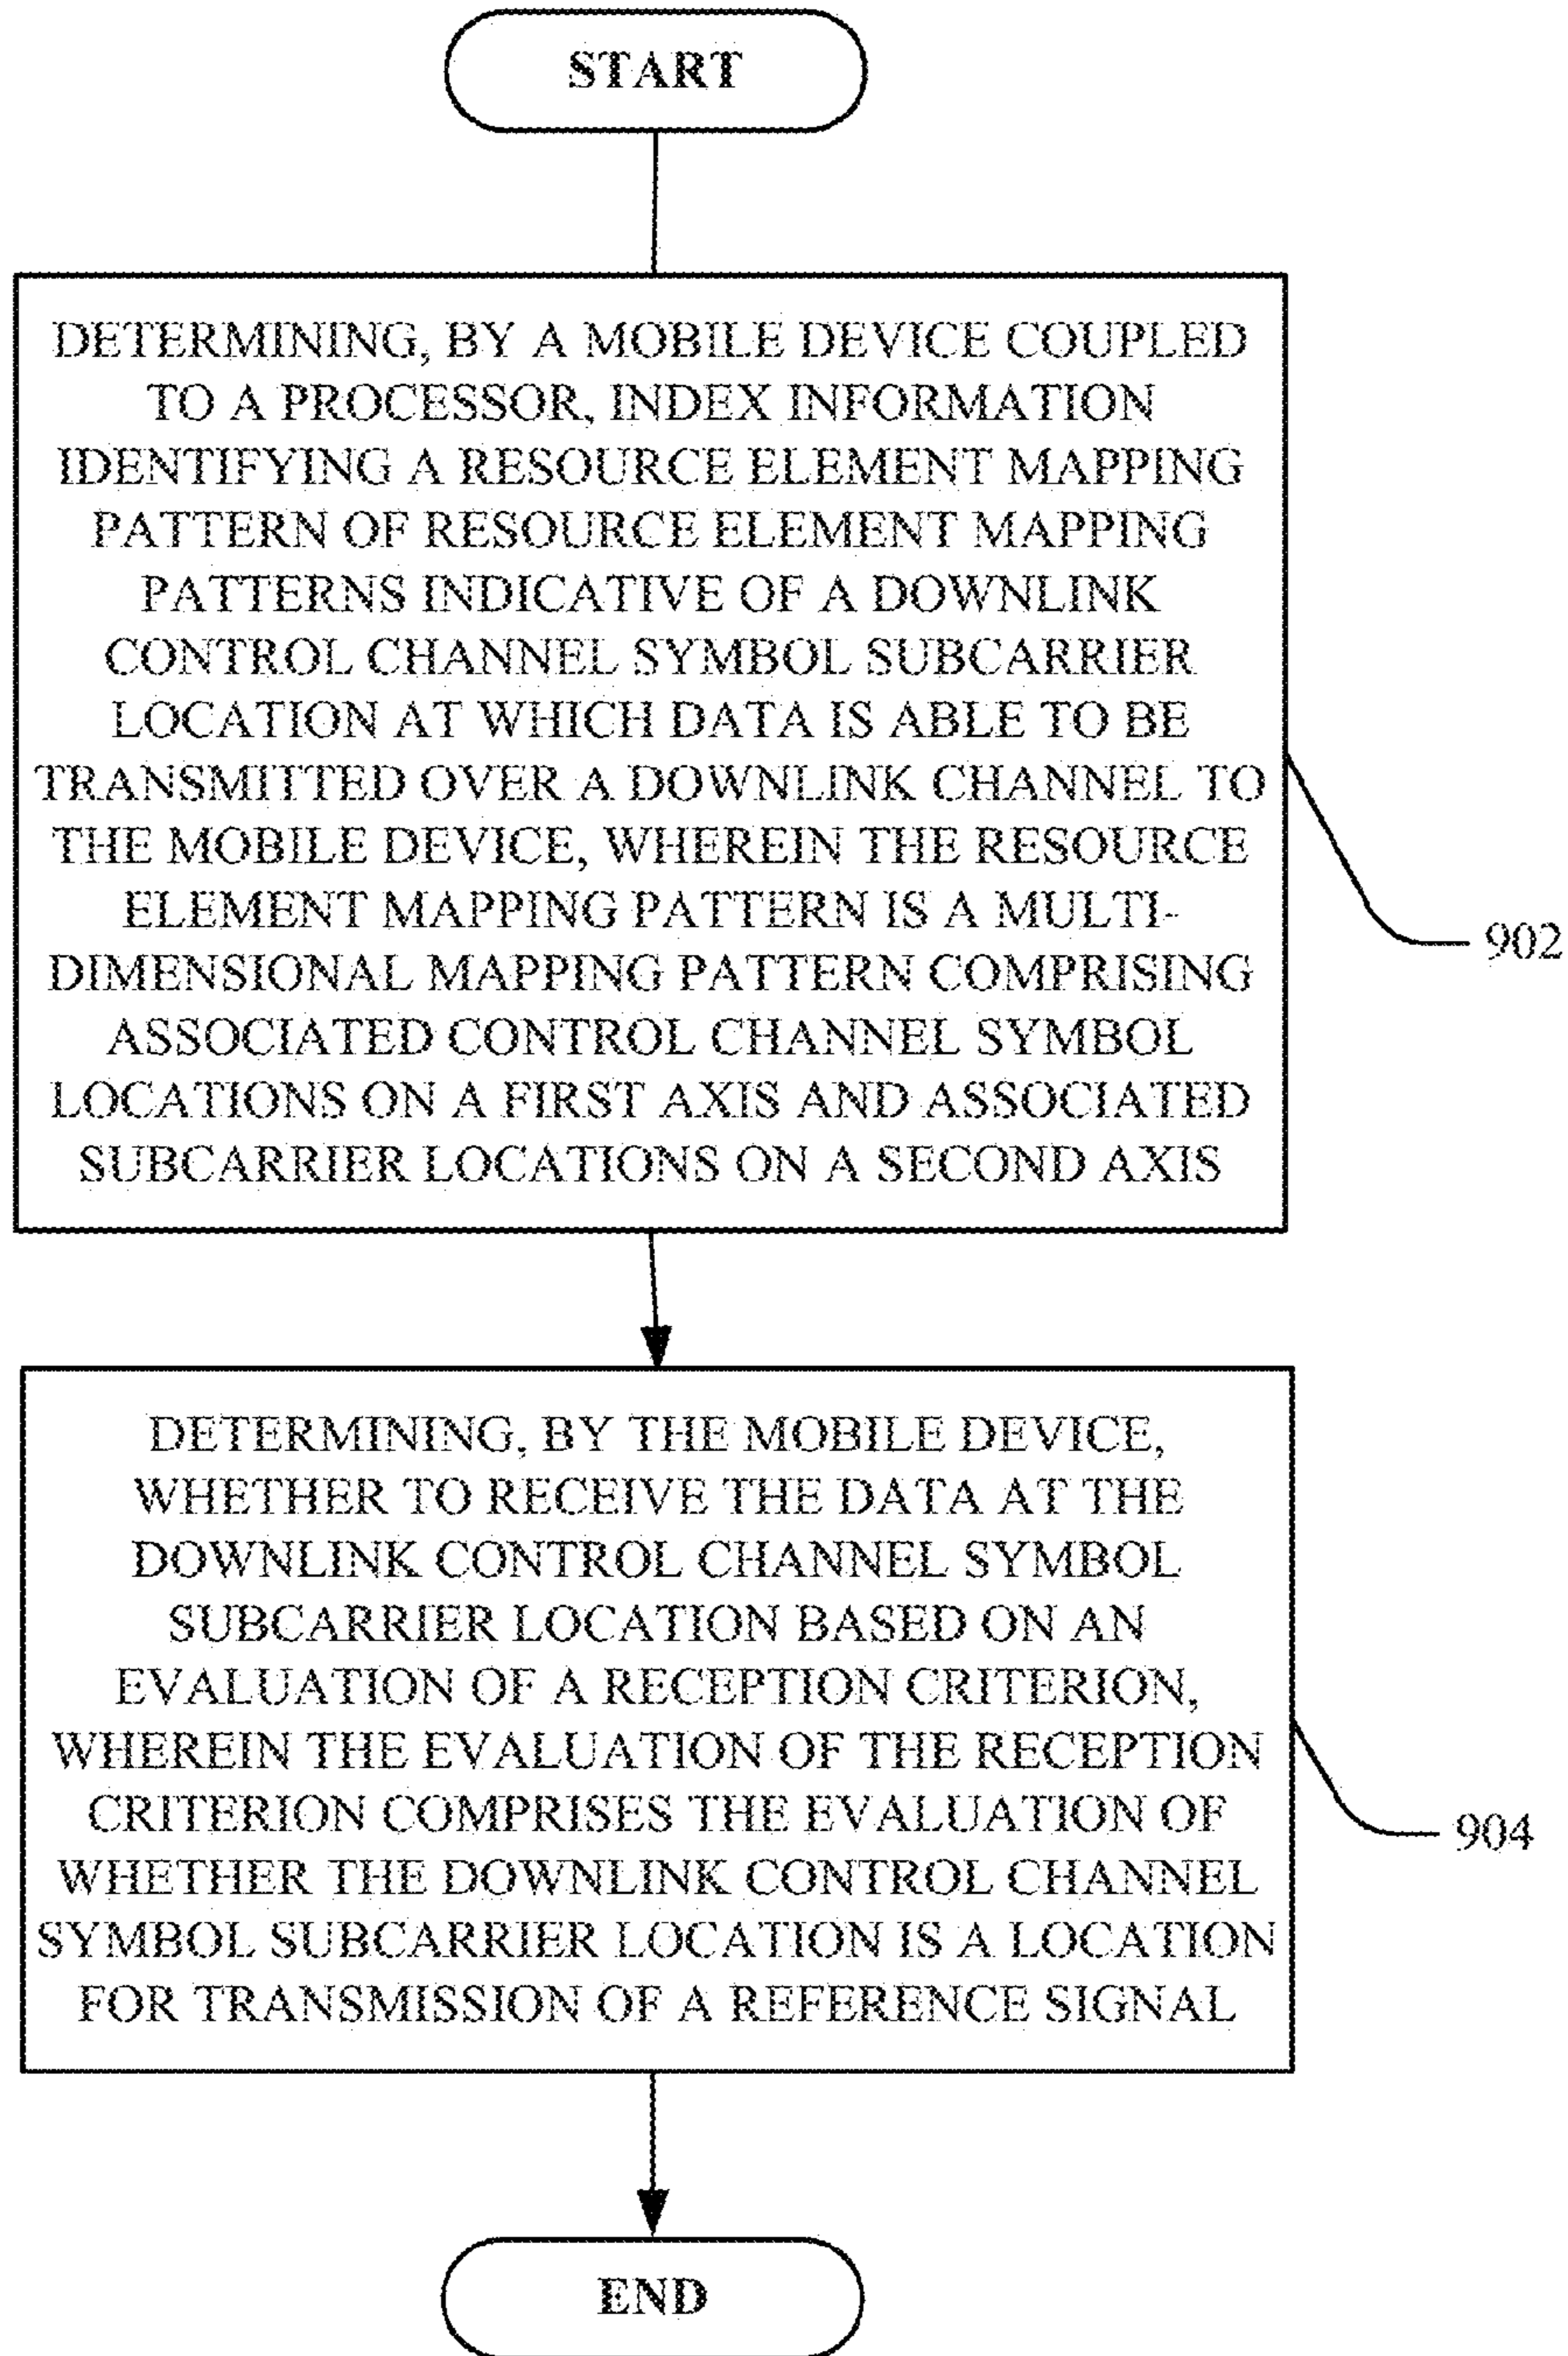 START
DETERMINING, BY A MOBILE DEVICE COUPLED
TO A PROCESSOR, INDEX INFORMATION
IDENTIFYING A RESOURCE ELEMENT MAPPING
PATTERN OF RESOURCE ELEMENT MAPPING
PATTERNS INDICATIVE OF A DOWNLINK
CONTROL CHANNEL SYMBOL SUBCARRIER
LOCATION AT WHICH DATA IS ABLE TO BE
TRANSMITTED OVER A DOWNLINK CHANNEL TO
THE MOBILE DEVICE, WHEREIN THE RESOURCE
ELEMENT MAPPING PATTERN IS A MULTI-
DIMENSIONAL MAPPING PATTERN COMPRISING
ASSOCIATED CONTROL CHANNEL SYMBOL
LOCATIONS ON A FIRST AXIS AND ASSOCIATED
SUBCARRIER LOCATIONS ON A SECOND AXIS
902
DETERMINING, BY THE MOBILE DEVICE,
WHETHER TO RECEIVE THE DATA AT THE
DOWNLINK CONTROL CHANNEL SYMBOL
SUBCARRIER LOCATION BASED ON AN
EVALUATION OF A RECEPTION CRITERION,
WHEREIN THE EVALUATION OF THE RECEPTION
CRITERION COMPRISES THE EVALUATION OF
WHETHER THE DOWNLINK CONTROL CHANNEL
SYMBOL SUBCARRIER LOCATION IS A LOCATION
FOR TRANSMISSION OF A REFERENCE SIGNAL
904
END